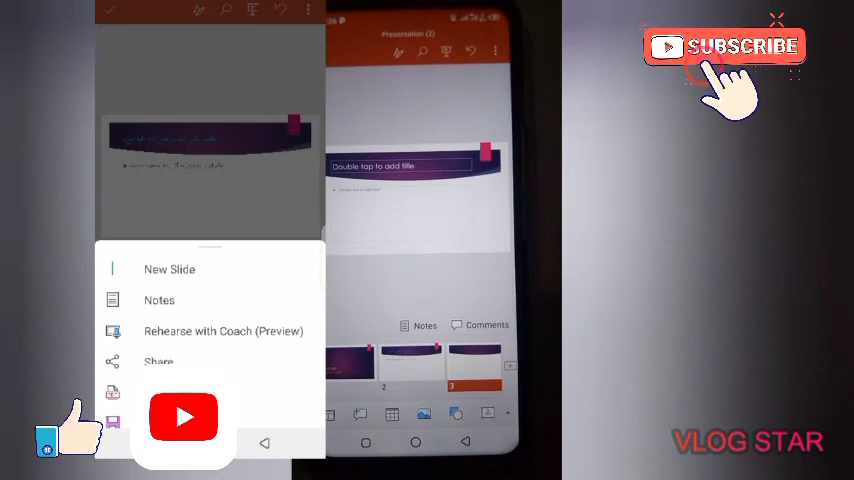 Presentation (2)
SUBSCRIBE
Double tap to add title
New Slide
Notes
Rehearse with Coach (Preview)
Share
Notes
Comments
2
3
VLOG STAR